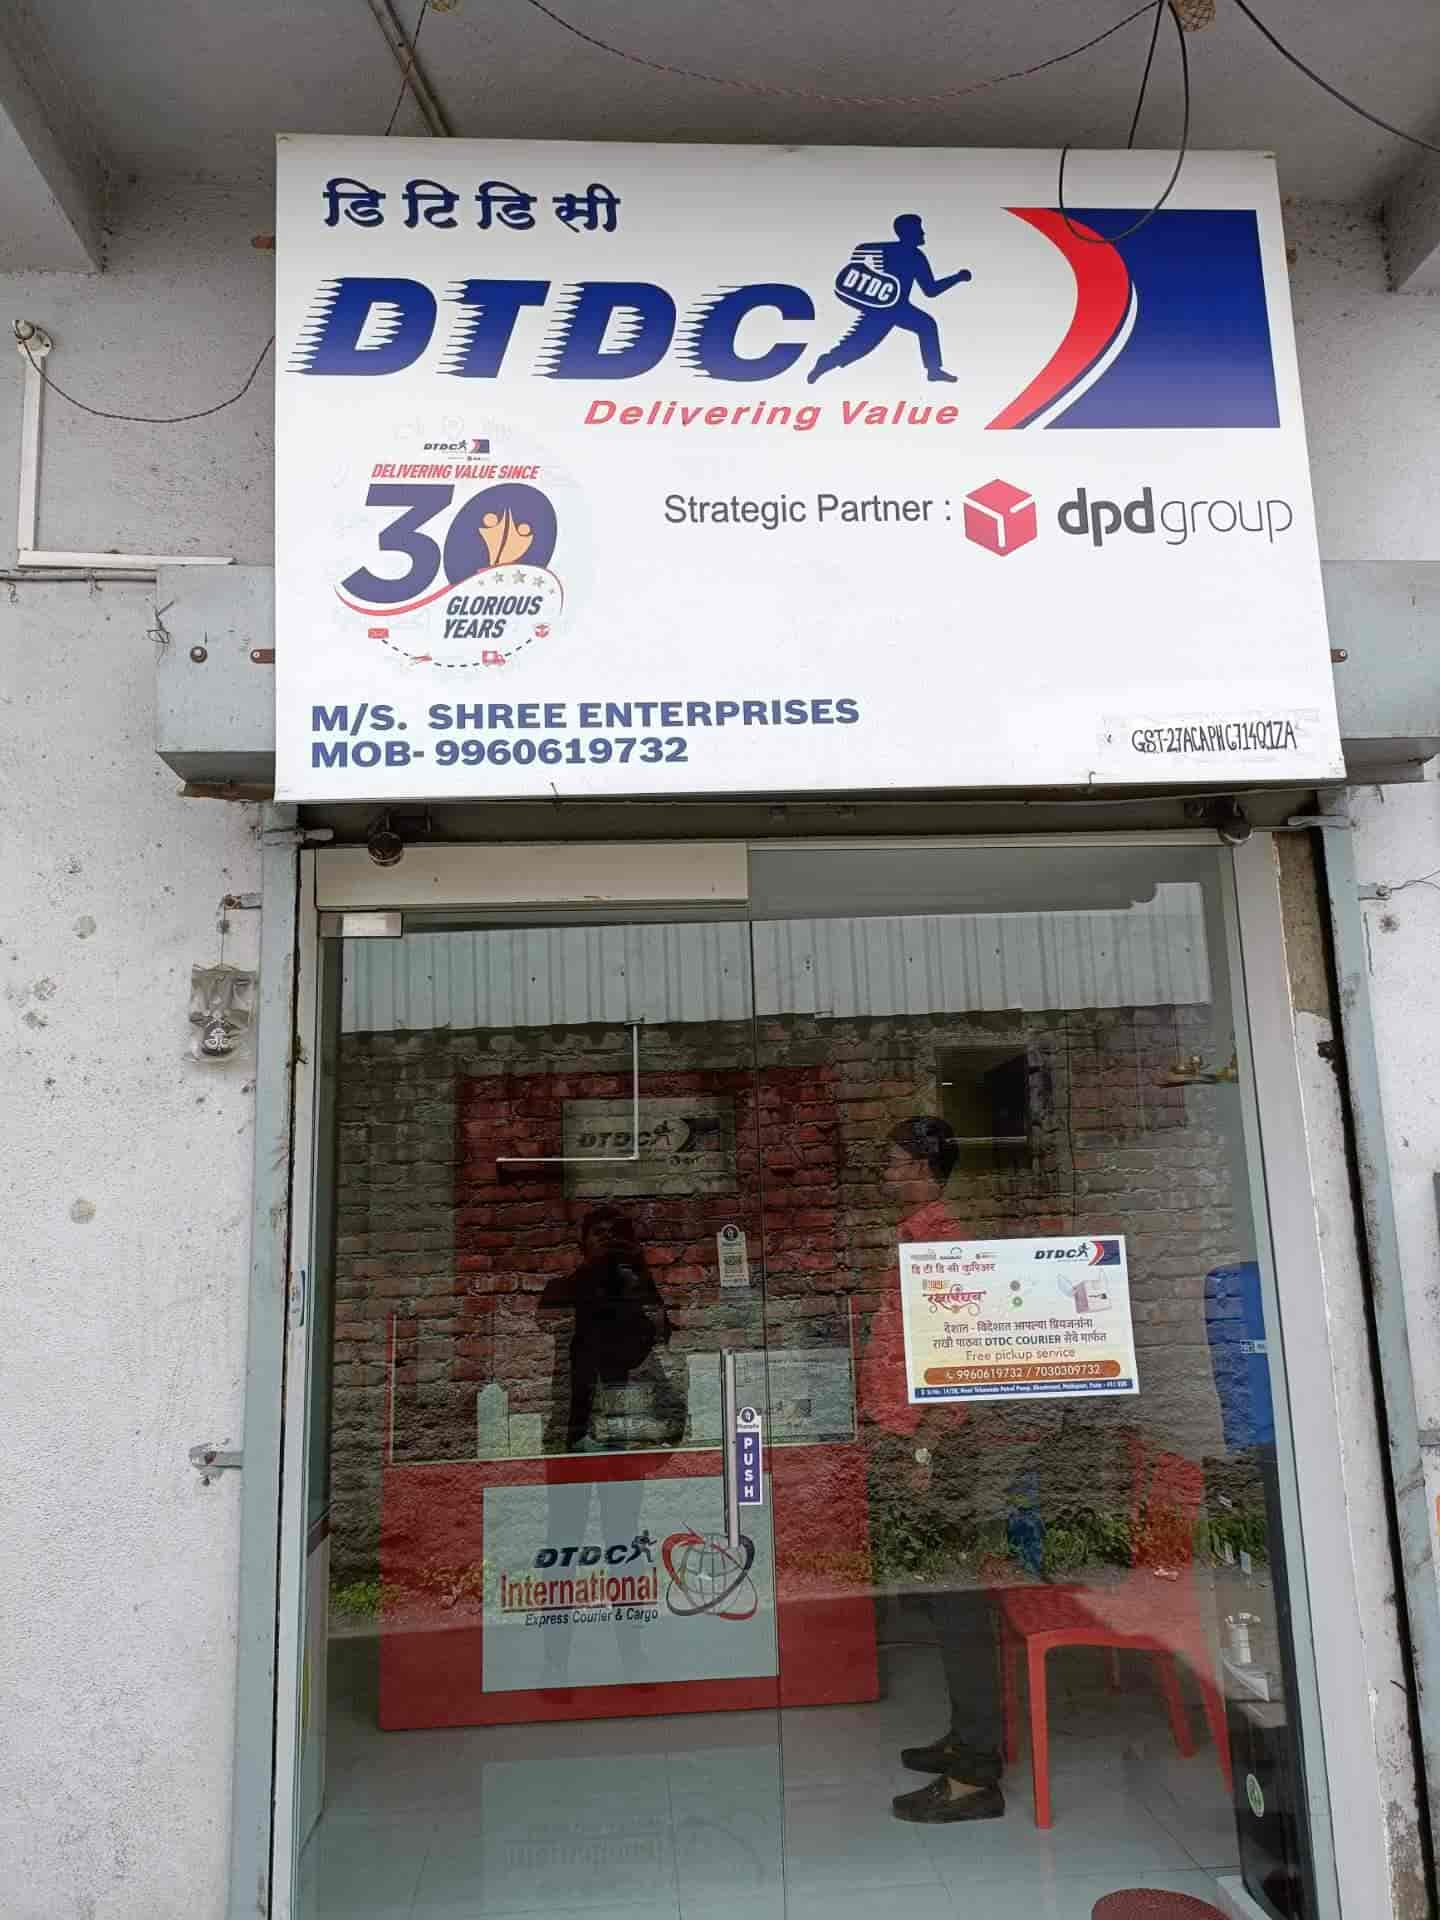 डि टि डि सी
DTDC
DTDC
Delivering Value
DTDC
DELIVERING VALUE SINCE
30
GLORIOUS
YEARS
Strategic Partner : dpdgroup
M/S. SHREE ENTERPRISES
MOB- 9960619732
DTDC
DTDC
डि टी डि सी कुरिअर
रक्षाबंधन
देशात - विदेशात आपल्या प्रियजनांना
राखी पाठवा DTDC COURIER सेवे मार्फत
Free pickup service
9960619732 / 7030309732
PUSH
DTDC
International
Express Courier & Cargo